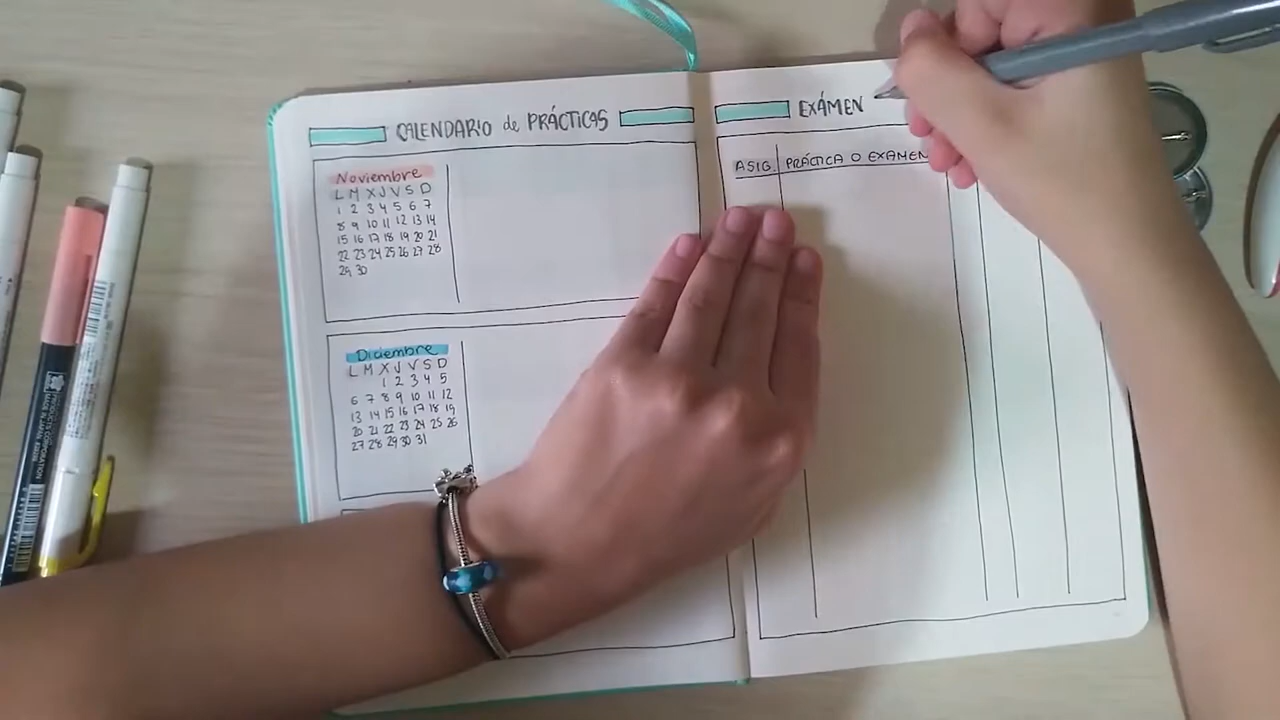 CALENDARIO de PRÁCTICAS
Noviembre
L M X J V S D
1 2 3 4 5 6 7
8 9 10 11 12 13 14
15 16 17 18 19 20 21
22 23 24 25 26 27 28
29 30
Diciembre
L M X J V S D
1 2 3 4 5
6 7 8 9 10 11 12
13 14 15 16 17 18 19
20 21 22 23 24 25 26
27 28 29 30 31
EXÁMEN
ASIG. PRÁCTICA O EXAMEN